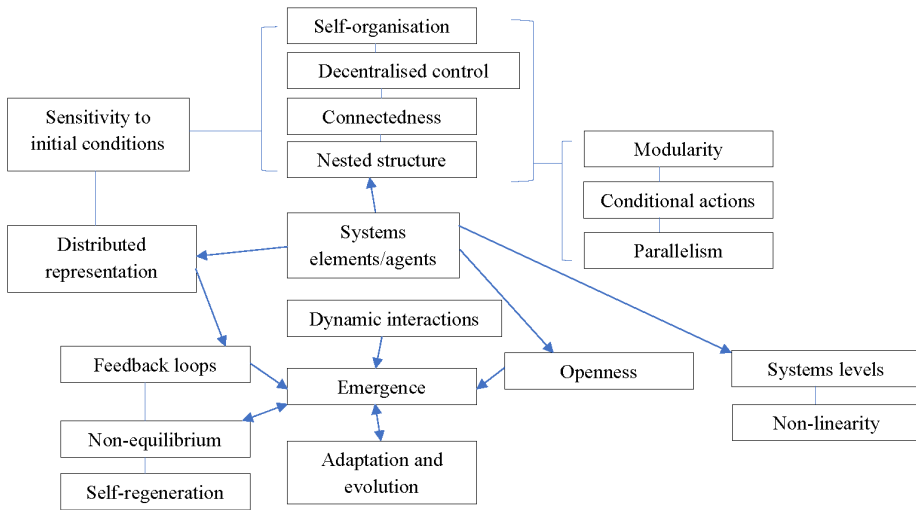 Self-organisation
Decentralised control
Sensitivity to
initial conditions
Connectedness
Nested structure
Modularity
Conditional actions
Parallelism
Distributed
representation
Systems
elements/agents
Dynamic interactions
Feedback loops
Emergence
Openness
Systems levels
Non-linearity
Non-equilibrium
Adaptation and
evolution
Self-regeneration